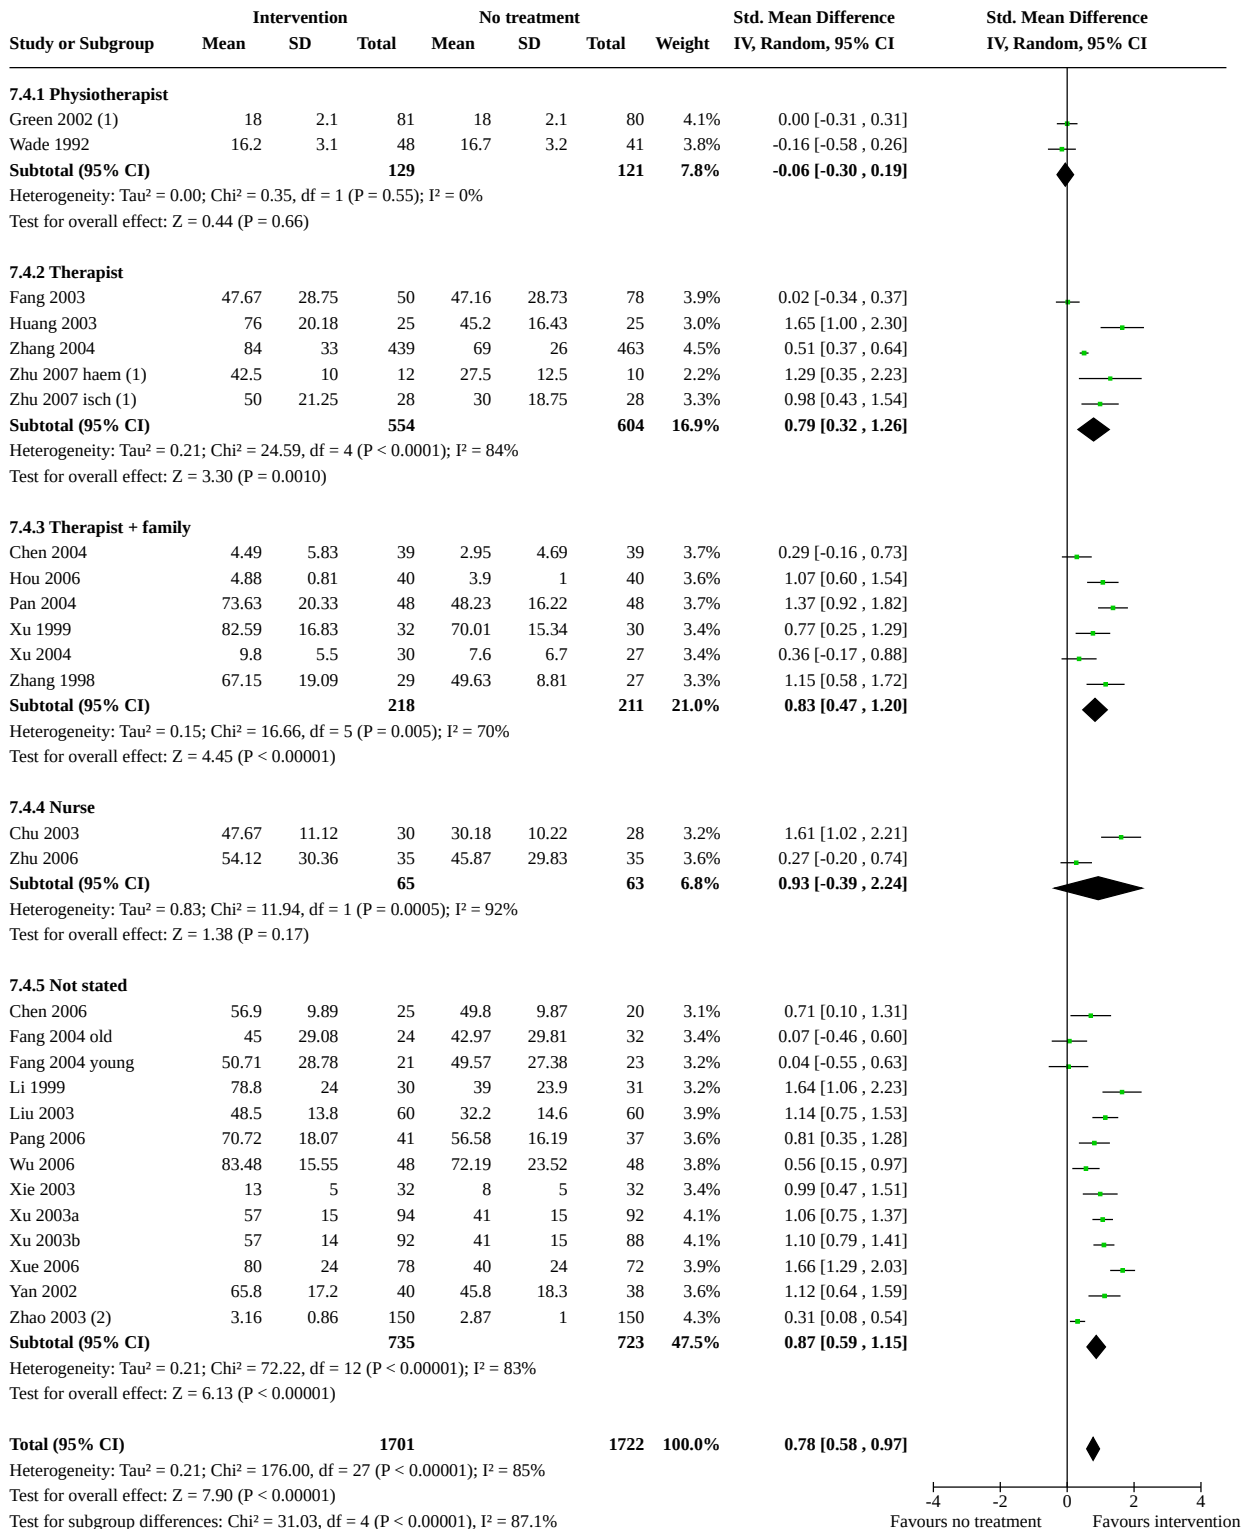 Intervention No treatment Std. Mean Difference Std. Mean Difference
Study or Subgroup Mean SD Total Mean SD Total Weight IV, Random, 95% CI IV, Random, 95% CI
7.4.1 Physiotherapist
Green 2002 (1) 18 2.1 81 18 2.1 80 4.1% 0.00 [-0.31 , 0.31]
Wade 1992 16.2 3.1 48 16.7 3.2 41 3.8% -0.16 [-0.58 , 0.26]
Subtotal (95% CI) 129 121 7.8% -0.06 [-0.30 , 0.19]
Heterogeneity: Tau² = 0.00; Chi² = 0.35, df = 1 (P = 0.55); I² = 0%
Test for overall effect: Z = 0.44 (P = 0.66)
7.4.2 Therapist
Fang 2003 47.67 28.75 50 47.16 28.73 78 3.9% 0.02 [-0.34 , 0.37]
Huang 2003 76 20.18 25 45.2 16.43 25 3.0% 1.65 [1.00 , 2.30]
Zhang 2004 84 33 439 69 26 463 4.5% 0.51 [0.37 , 0.64]
Zhu 2007 haem (1) 42.5 10 12 27.5 12.5 10 2.2% 1.29 [0.35 , 2.23]
Zhu 2007 isch (1) 50 21.25 28 30 18.75 28 3.3% 0.98 [0.43 , 1.54]
Subtotal (95% CI) 554 604 16.9% 0.79 [0.32 , 1.26]
Heterogeneity: Tau² = 0.21; Chi² = 24.59, df = 4 (P < 0.0001); I² = 84%
Test for overall effect: Z = 3.30 (P = 0.0010)
7.4.3 Therapist + family
Chen 2004 4.49 5.83 39 2.95 4.69 39 3.7% 0.29 [-0.16 , 0.73]
Hou 2006 4.88 0.81 40 3.9 1 40 3.6% 1.07 [0.60 , 1.54]
Pan 2004 73.63 20.33 48 48.23 16.22 48 3.7% 1.37 [0.92 , 1.82]
Xu 1999 82.59 16.83 32 70.01 15.34 30 3.4% 0.77 [0.25 , 1.29]
Xu 2004 9.8 5.5 30 7.6 6.7 27 3.4% 0.36 [-0.17 , 0.88]
Zhang 1998 67.15 19.09 29 49.63 8.81 27 3.3% 1.15 [0.58 , 1.72]
Subtotal (95% CI) 218 211 21.0% 0.83 [0.47 , 1.20]
Heterogeneity: Tau² = 0.15; Chi² = 16.66, df = 5 (P = 0.005); I² = 70%
Test for overall effect: Z = 4.45 (P < 0.00001)
7.4.4 Nurse
Chu 2003 47.67 11.12 30 30.18 10.22 28 3.2% 1.61 [1.02 , 2.21]
Zhu 2006 54.12 30.36 35 45.87 29.83 35 3.6% 0.27 [-0.20 , 0.74]
Subtotal (95% CI) 65 63 6.8% 0.93 [-0.39 , 2.24]
Heterogeneity: Tau² = 0.83; Chi² = 11.94, df = 1 (P = 0.0005); I² = 92%
Test for overall effect: Z = 1.38 (P = 0.17)
7.4.5 Not stated
Chen 2006 56.9 9.89 25 49.8 9.87 20 3.1% 0.71 [0.10 , 1.31]
Fang 2004 old 45 29.08 24 42.97 29.81 32 3.4% 0.07 [-0.46 , 0.60]
Fang 2004 young 50.71 28.78 21 49.57 27.38 23 3.2% 0.04 [-0.55 , 0.63]
Li 1999 78.8 24 30 39 23.9 31 3.2% 1.64 [1.06 , 2.23]
Liu 2003 48.5 13.8 60 32.2 14.6 60 3.9% 1.14 [0.75 , 1.53]
Pang 2006 70.72 18.07 41 56.58 16.19 37 3.6% 0.81 [0.35 , 1.28]
Wu 2006 83.48 15.55 48 72.19 23.52 48 3.8% 0.56 [0.15 , 0.97]
Xie 2003 13 5 32 8 5 32 3.4% 0.99 [0.47 , 1.51]
Xu 2003a 57 15 94 41 15 92 4.1% 1.06 [0.75 , 1.37]
Xu 2003b 57 14 92 41 15 88 4.1% 1.10 [0.79 , 1.41]
Xue 2006 80 24 78 40 24 72 3.9% 1.66 [1.29 , 2.03]
Yan 2002 65.8 17.2 40 45.8 18.3 38 3.6% 1.12 [0.64 , 1.59]
Zhao 2003 (2) 3.16 0.86 150 2.87 1 150 4.3% 0.31 [0.08 , 0.54]
Subtotal (95% CI) 735 723 47.5% 0.87 [0.59 , 1.15]
Heterogeneity: Tau² = 0.21; Chi² = 72.22, df = 12 (P < 0.00001); I² = 83%
Test for overall effect: Z = 6.13 (P < 0.00001)
Total (95% CI) 1701 1722 100.0% 0.78 [0.58 , 0.97]
Heterogeneity: Tau² = 0.21; Chi² = 176.00, df = 27 (P < 0.00001); I² = 85%
Test for overall effect: Z = 7.90 (P < 0.00001)
-4 -2 0 2 4
Test for subgroup differences: Chi² = 31.03, df = 4 (P < 0.00001), I² = 87.1%
Favours no treatment Favours intervention